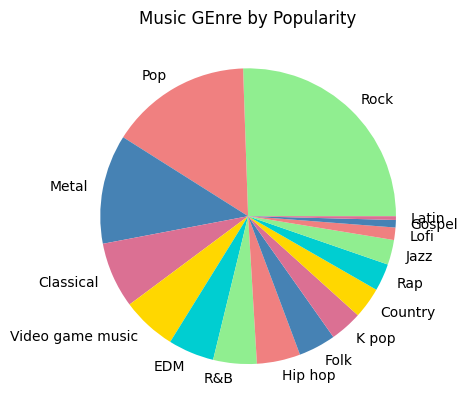 Music GEnre by Popularity
Rock
Pop
Metal
Classical
Video game music
EDM
R&B
Hip hop
Folk
K pop
Country
Rap
Jazz
Lofi
Gospel
Latin